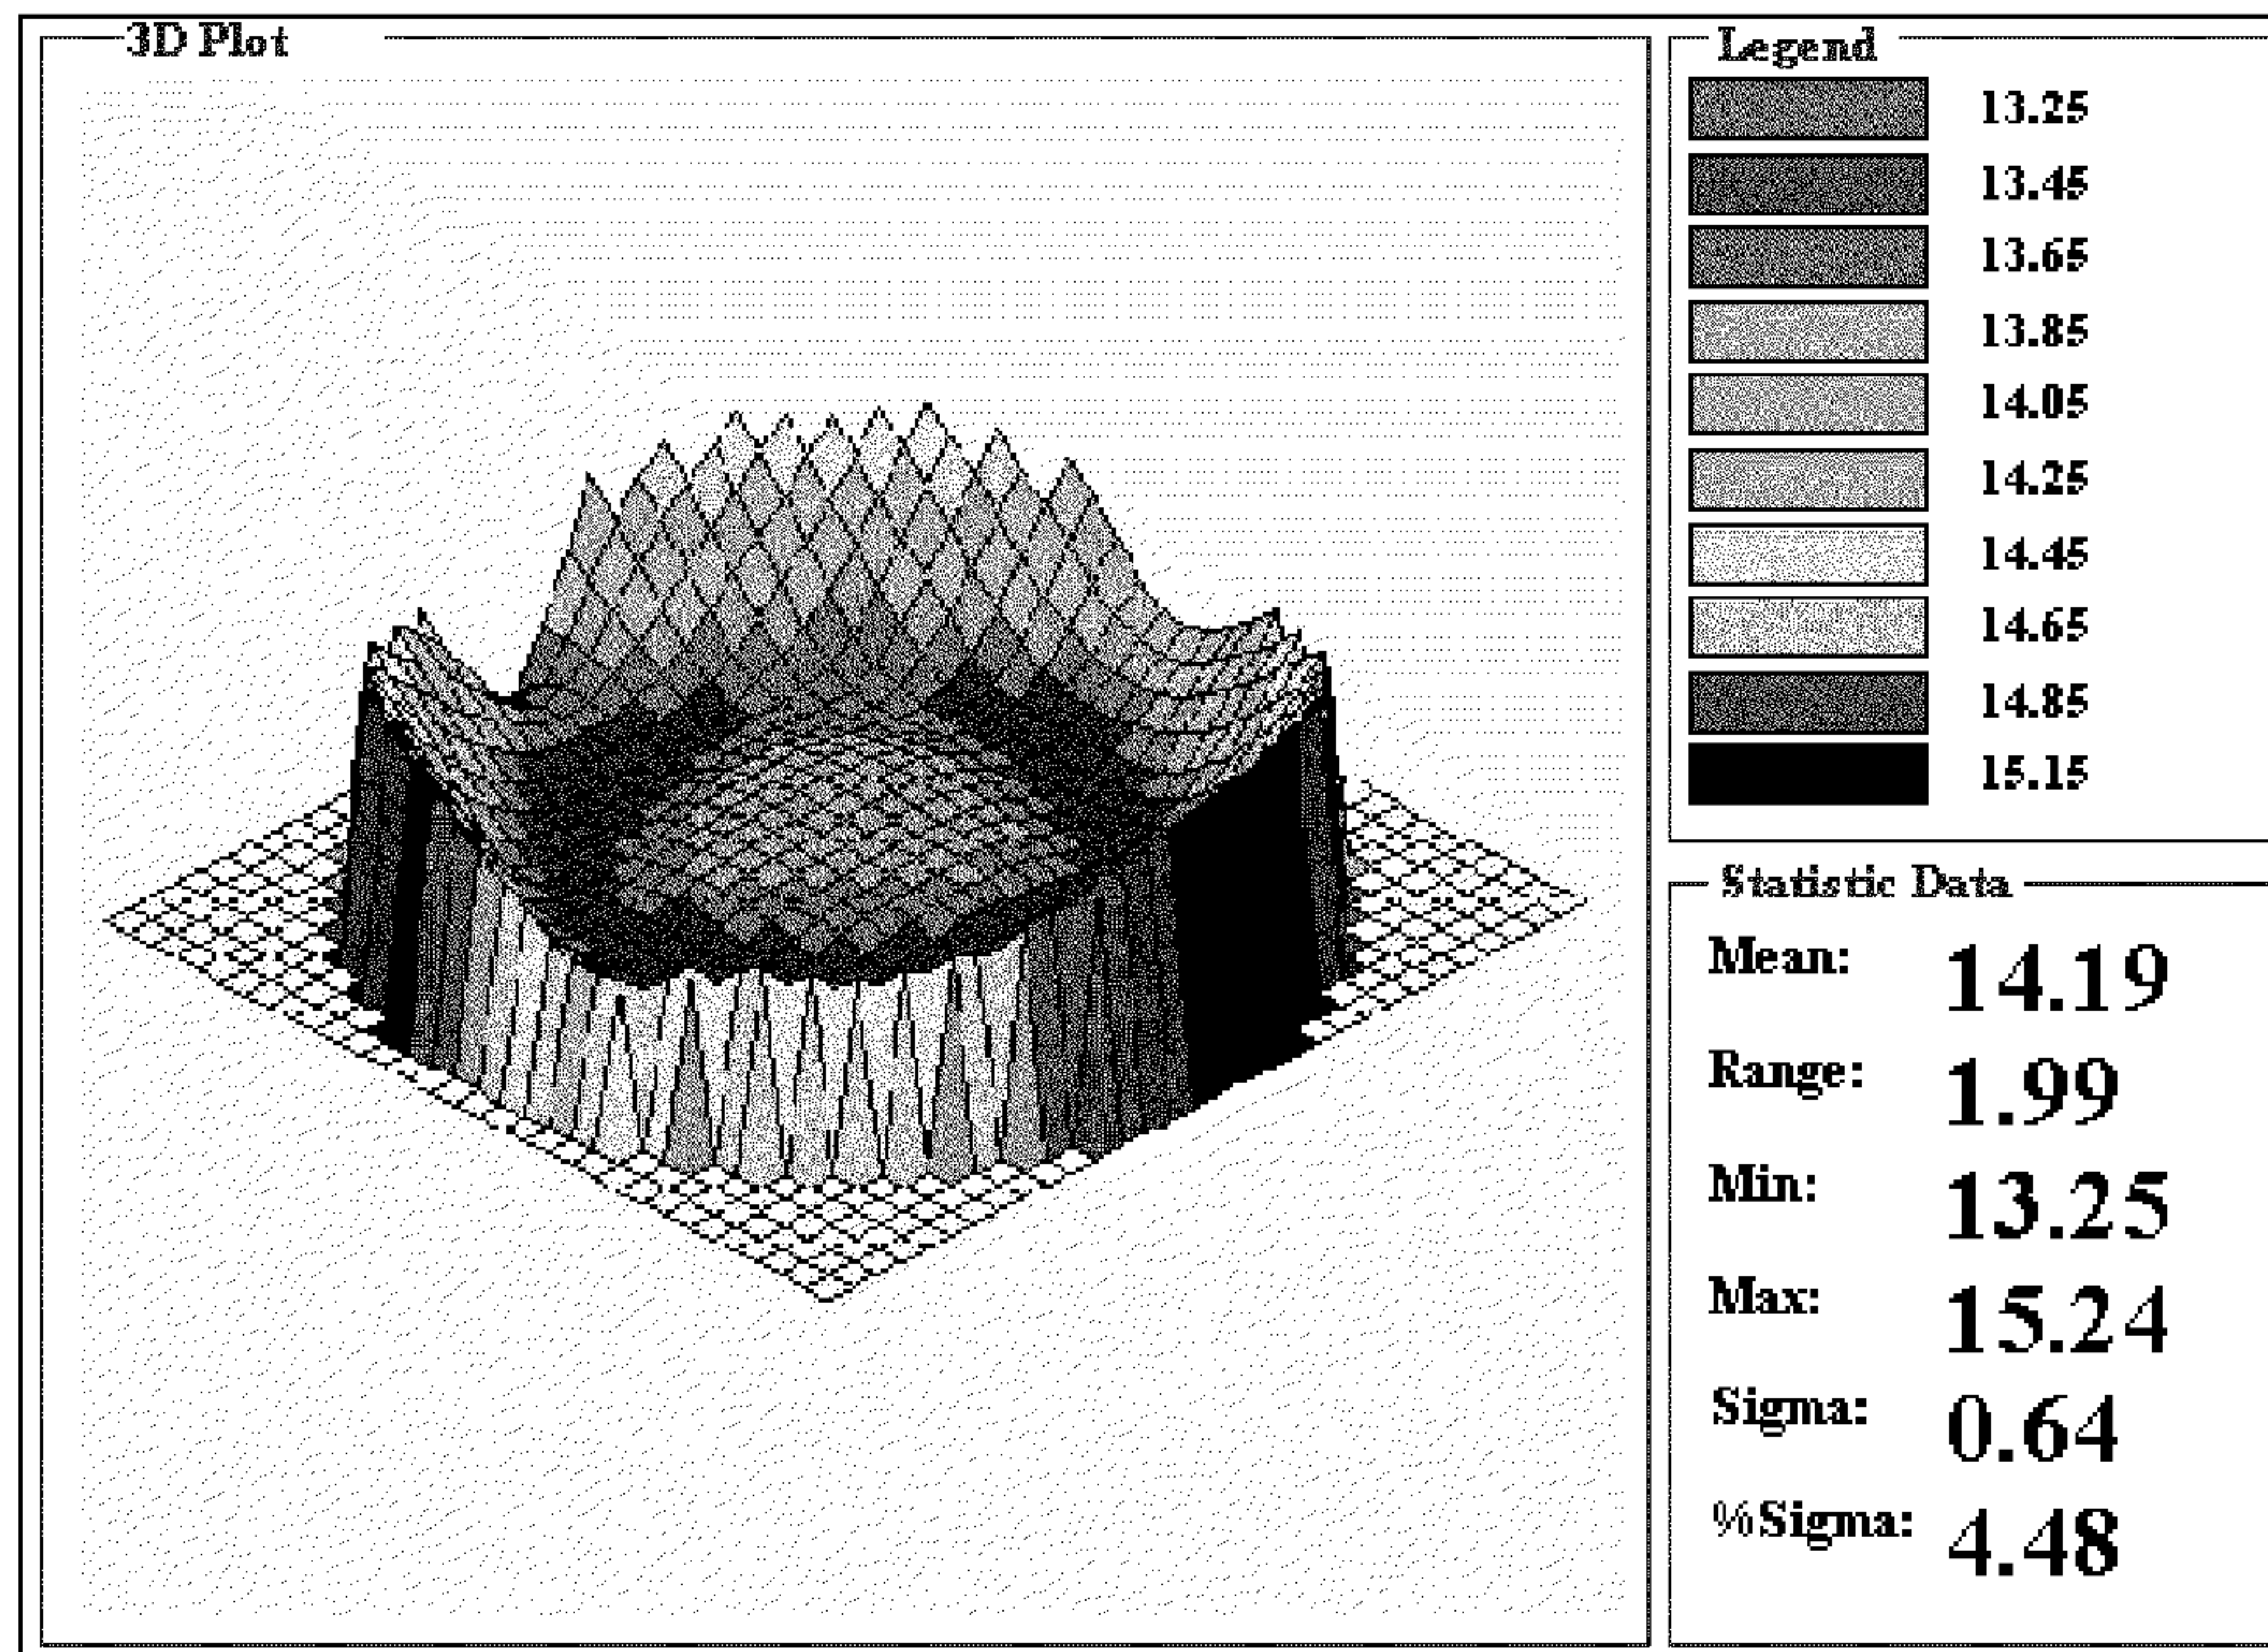 3D Plot
Legend
13.25
13.45
13.65
13.85
14.05
14.25
14.45
14.65
14.85
15.15
Statistic Data
Mean: 14.19
Range: 1.99
Min: 13.25
Max: 15.24
Sigma: 0.64
%Sigma: 4.48